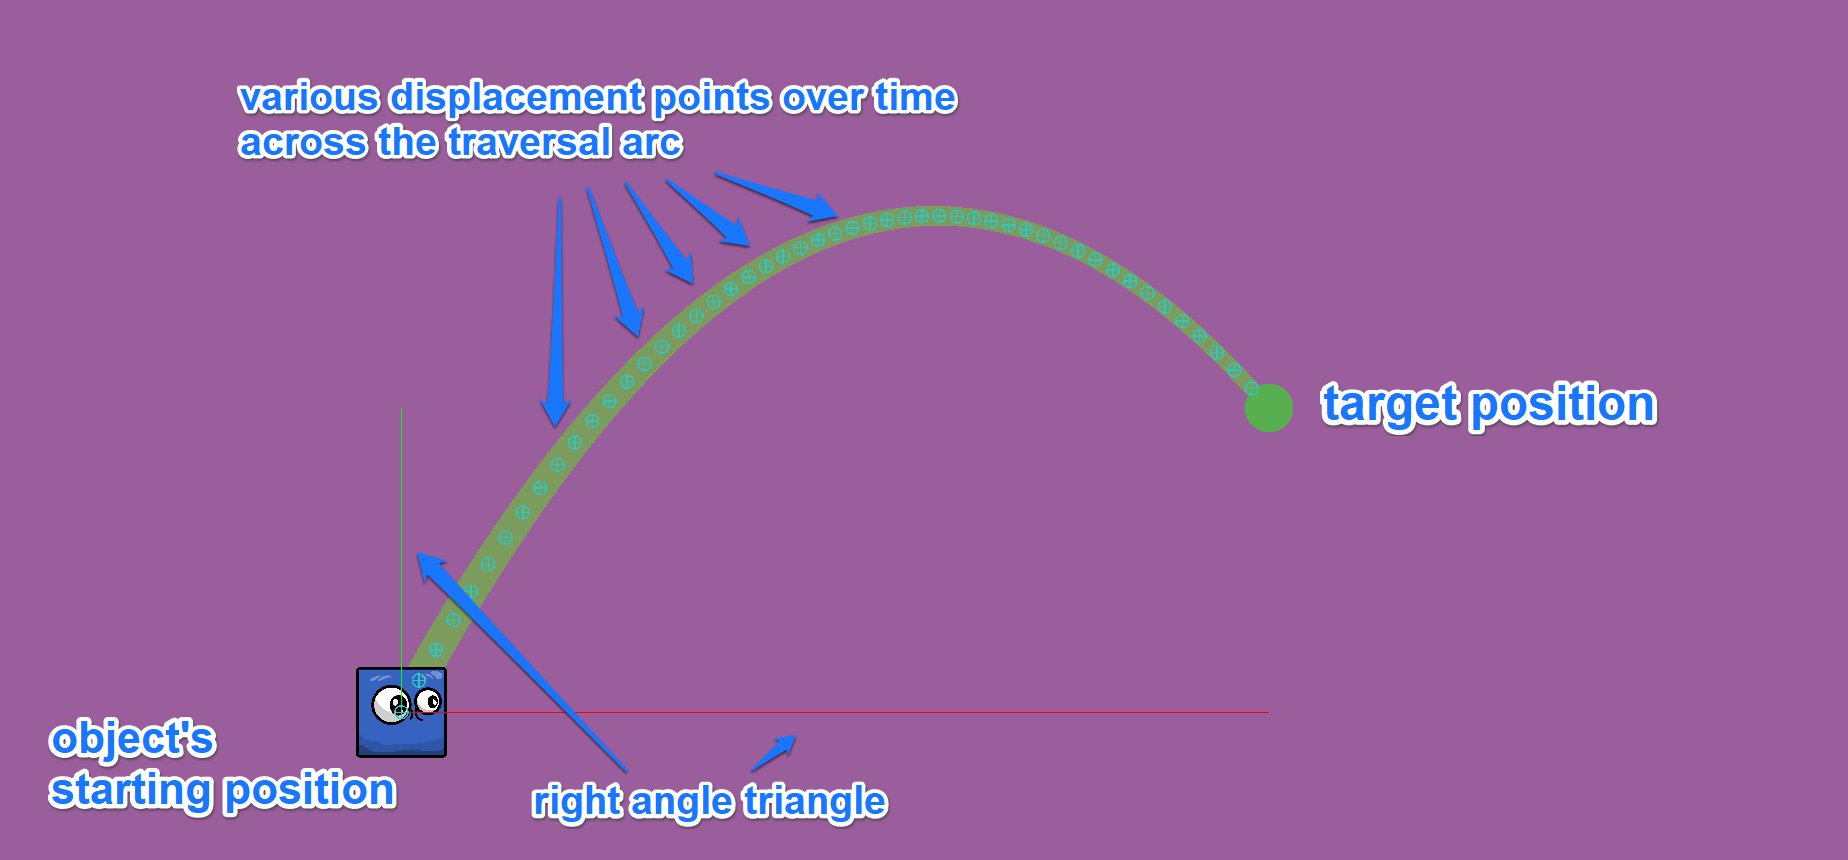 various displacement points over time
across the traversal arc
target position
object's
starting position
right angle triangle